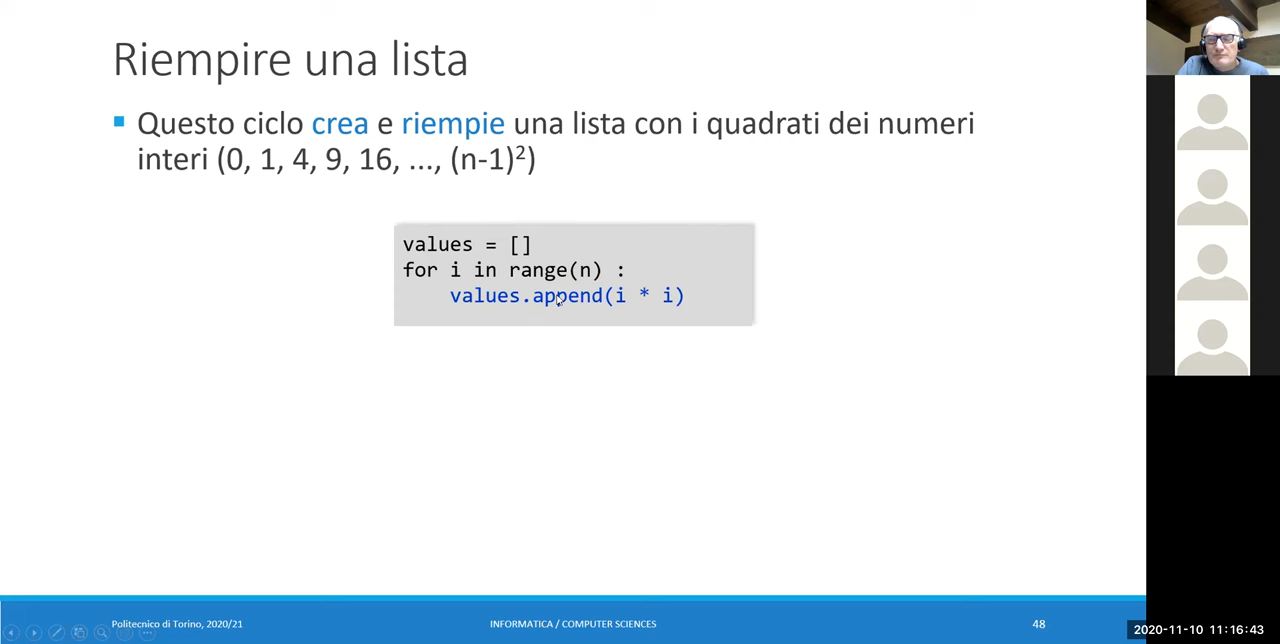 Riempire una lista
Questo ciclo crea e riempie una lista con i quadrati dei numeri
interi (0, 1, 4, 9, 16, ..., (n-1)²)
values = []
for i in range(n) :
    values.append(i * i)
Politecnico di Torino, 2020/21
INFORMATICA / COMPUTER SCIENCES
48
2020-11-10 11:16:43